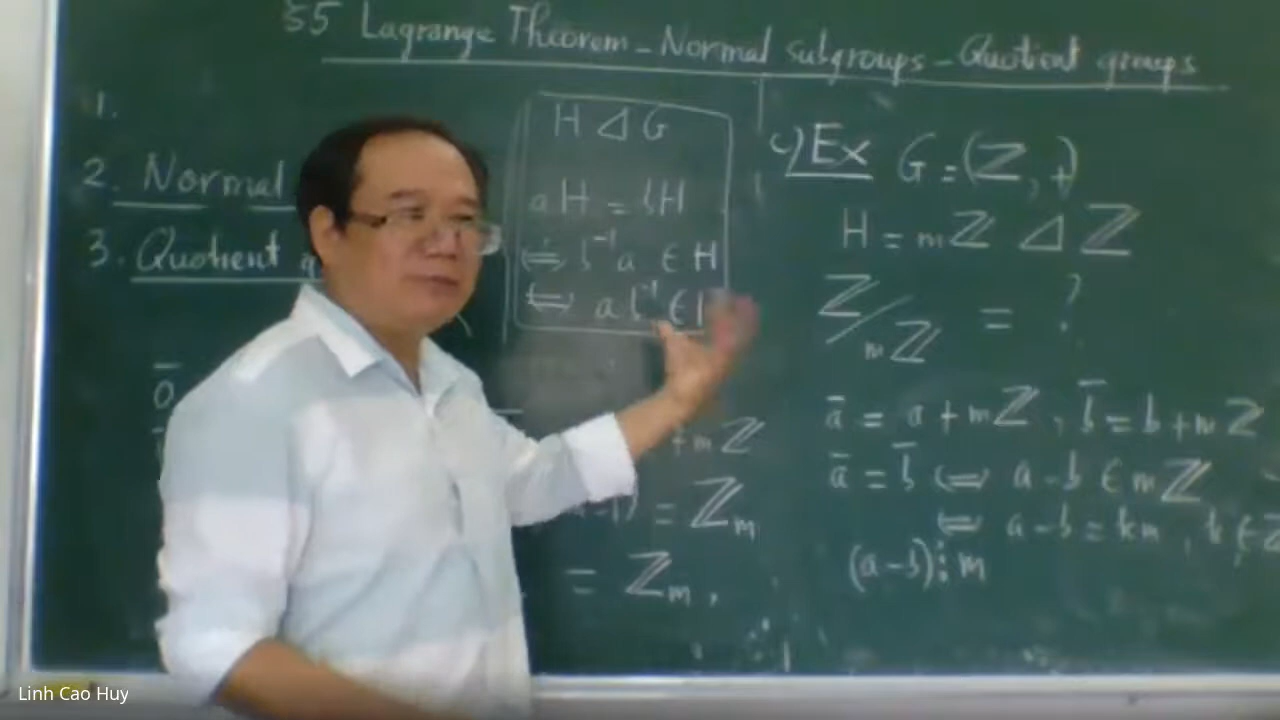 §5 Lagrange Theorem - Normal subgroups - Quotient groups
1.
2. Normal
3. Quotient
H ⊲ G
aH = bH
⇔ b⁻¹a ∈ H
⇔ ab⁻¹ ∈ H
c) Ex G = (ℤ, +)
H = mℤ ⊲ ℤ
ℤ/mℤ = ?
ā = a + mℤ, b̄ = b + mℤ
ā = b̄ ⇔ a - b ∈ mℤ
⇔ a - b = km, k ∈ ℤ
(a - b) ⋮ m
0̄
+ mℤ
= ℤm
= ℤm,
Linh Cao Huy